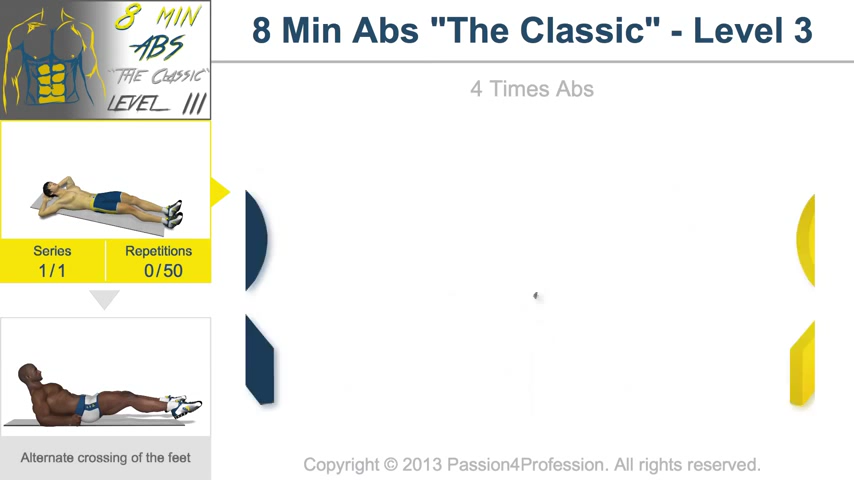 8 MIN
ABS
"THE CLASSIC"
LEVEL III
8 Min Abs "The Classic" - Level 3
4 Times Abs
Series
Repetitions
1/1
0/50
Alternate crossing of the feet
Copyright © 2013 Passion4Profession. All rights reserved.